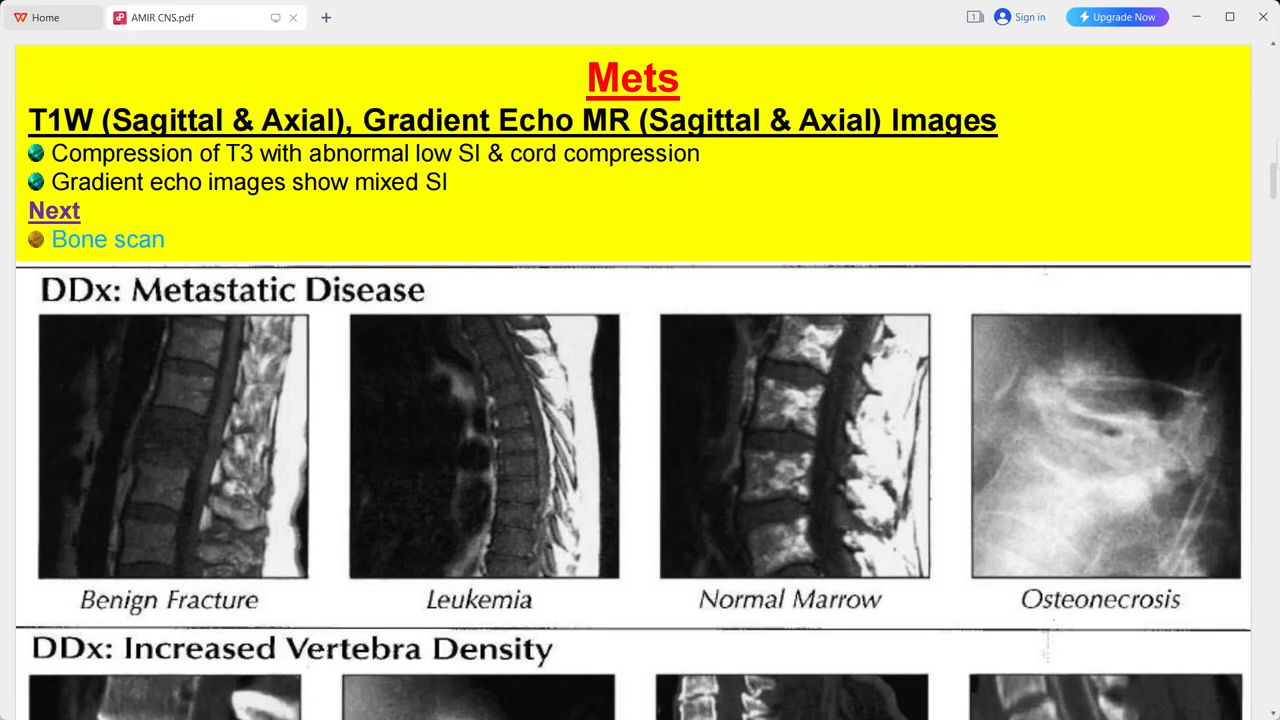 Home
AMIR CNS.pdf
1
Sign in
Upgrade Now
Mets
T1W (Sagittal & Axial), Gradient Echo MR (Sagittal & Axial) Images
Compression of T3 with abnormal low SI & cord compression
Gradient echo images show mixed SI
Next
Bone scan
DDx: Metastatic Disease
Benign Fracture Leukemia Normal Marrow Osteonecrosis
DDx: Increased Vertebra Density